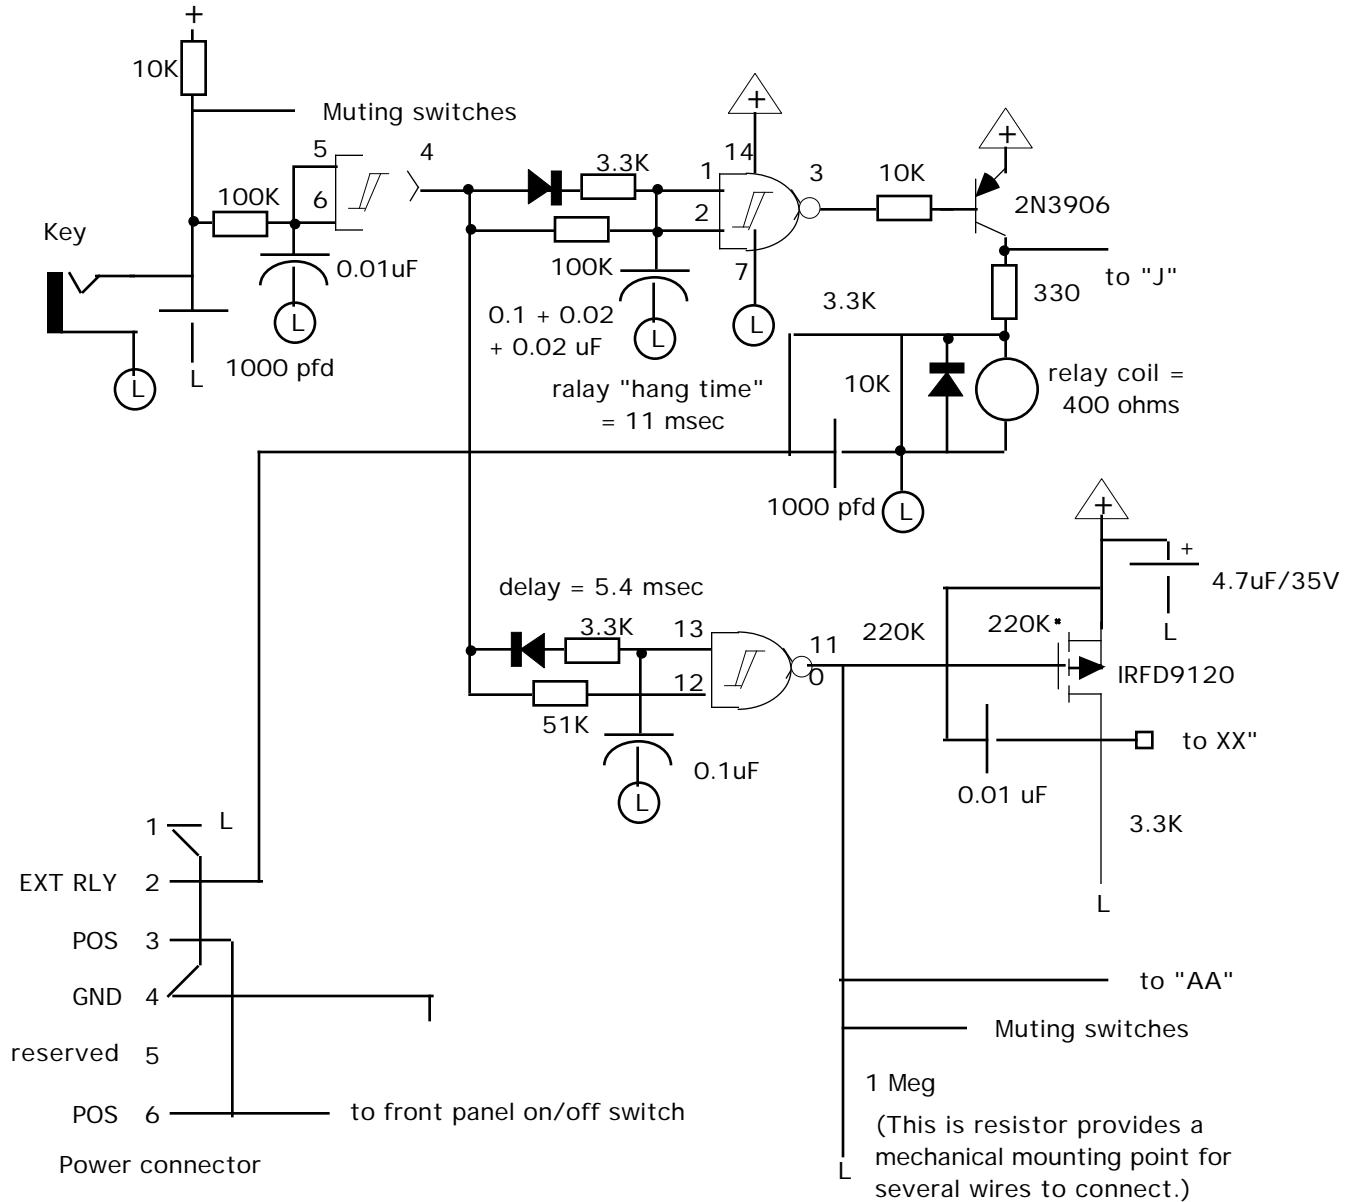 +
10K
Muting switches
5
4
100K
6
3.3K
1
14
+
3
2
10K
+
2N3906
Key
0.01uF
100K
7
to "J"
0.1 + 0.02
+ 0.02 uF
L
L
L
3.3K
330
L
L
1000 pfd
ralay "hang time"
= 11 msec
10K
relay coil =
400 ohms
1000 pfd
L
+
+
4.7uF/35V
L
delay = 5.4 msec
3.3K
13
12
51K
0.1uF
L
11
0
220K
220K*
IRFD9120
to XX"
0.01 uF
3.3K
L
1
L
EXT RLY 2
POS 3
GND 4
reserved 5
POS 6
to front panel on/off switch
Power connector
to "AA"
Muting switches
1 Meg
(This is resistor provides a
mechanical mounting point for
several wires to connect.)
L